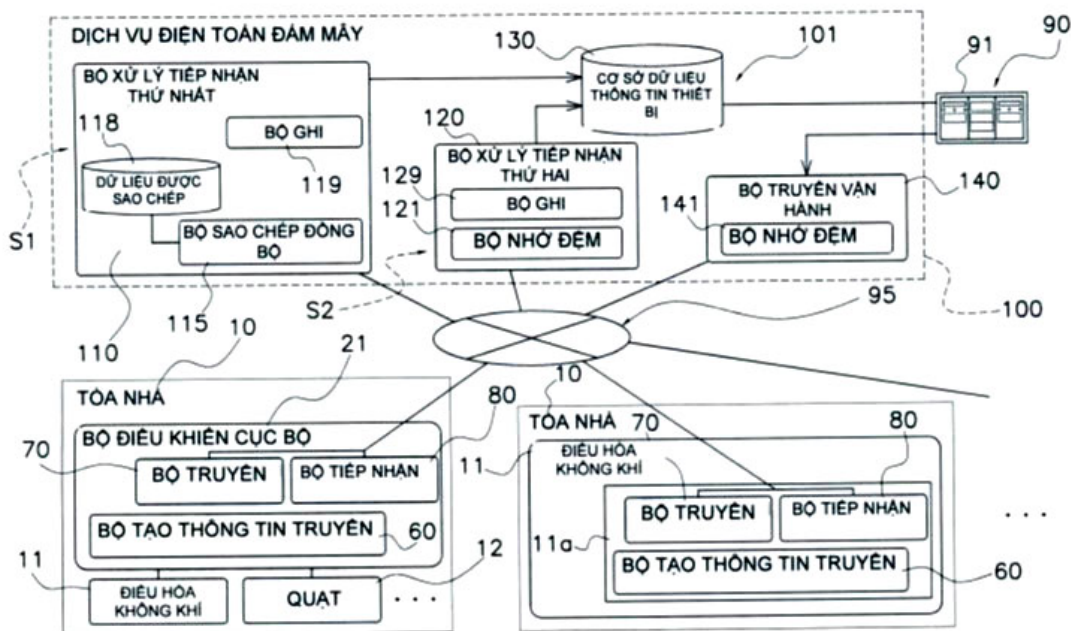 DỊCH VỤ ĐIỆN TOÁN ĐÁM MÂY
130
101
91
90
BỘ XỬ LÝ TIẾP NHẬN
THỨ NHẤT
CƠ SỞ DỮ LIỆU
THÔNG TIN THIẾT
BỊ
118
BỘ GHI
119
DỮ LIỆU ĐƯỢC
SAO CHÉP
120
BỘ XỬ LÝ TIẾP NHẬN
THỨ HAI
129
BỘ GHI
121
BỘ NHỚ ĐỆM
BỘ TRUYỀN VẬN
HÀNH
140
141
BỘ NHỚ ĐỆM
S1
BỘ SAO CHÉP ĐỒNG
BỘ
S2
95
100
110
115
10
21
TÒA NHÀ
80
BỘ ĐIỀU KHIỂN CỤC BỘ
70
BỘ TRUYỀN
BỘ TIẾP NHẬN
BỘ TẠO THÔNG TIN TRUYỀN
60
11
12
ĐIỀU HÒA
KHÔNG KHÍ
QUẠT
. . .
10
TÒA NHÀ
70
80
11
ĐIỀU HÒA
KHÔNG KHÍ
BỘ TRUYỀN
BỘ TIẾP NHẬN
11a
BỘ TẠO THÔNG TIN TRUYỀN
60
. . .